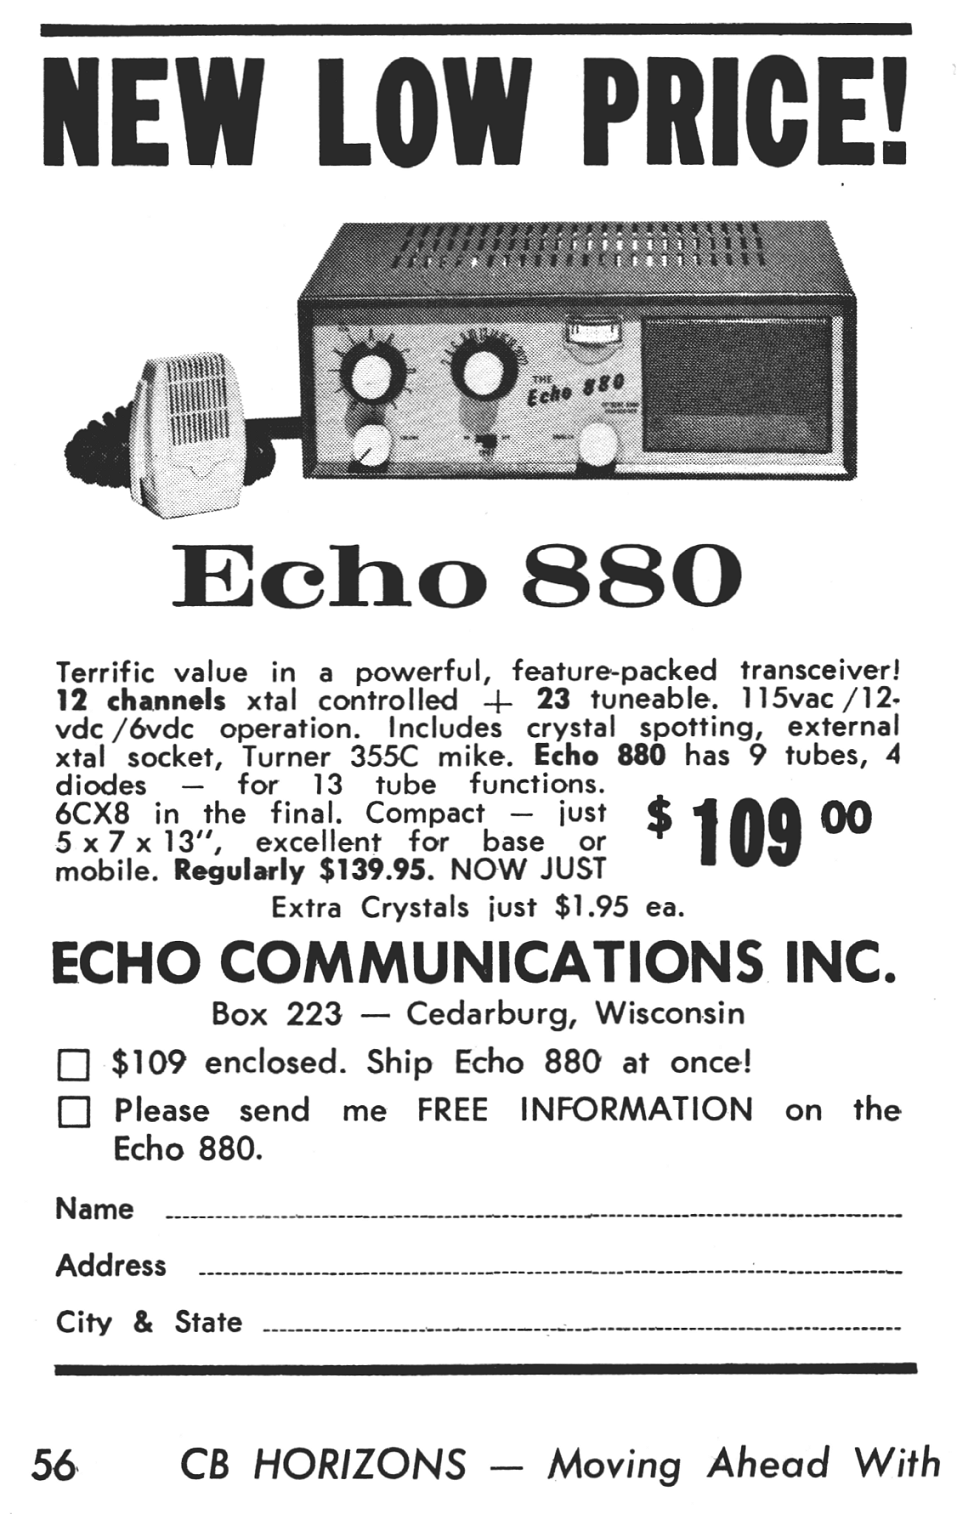 NEW LOW PRICE!
THE
Echo 880
Echo 880
Terrific value in a powerful, feature-packed transceiver!
12 channels xtal controlled + 23 tuneable. 115vac/12-
vdc/6vdc operation. Includes crystal spotting, external
xtal socket, Turner 355C mike. Echo 880 has 9 tubes, 4
diodes — for 13 tube functions.
6CX8 in the final. Compact — just
5 x 7 x 13", excellent for base or
mobile. Regularly $139.95. NOW JUST
$109 00
Extra Crystals just $1.95 ea.
ECHO COMMUNICATIONS INC.
Box 223 — Cedarburg, Wisconsin
$109 enclosed. Ship Echo 880 at once!
Please send me FREE INFORMATION on the
Echo 880.
Name
Address
City & State
56 CB HORIZONS — Moving Ahead With